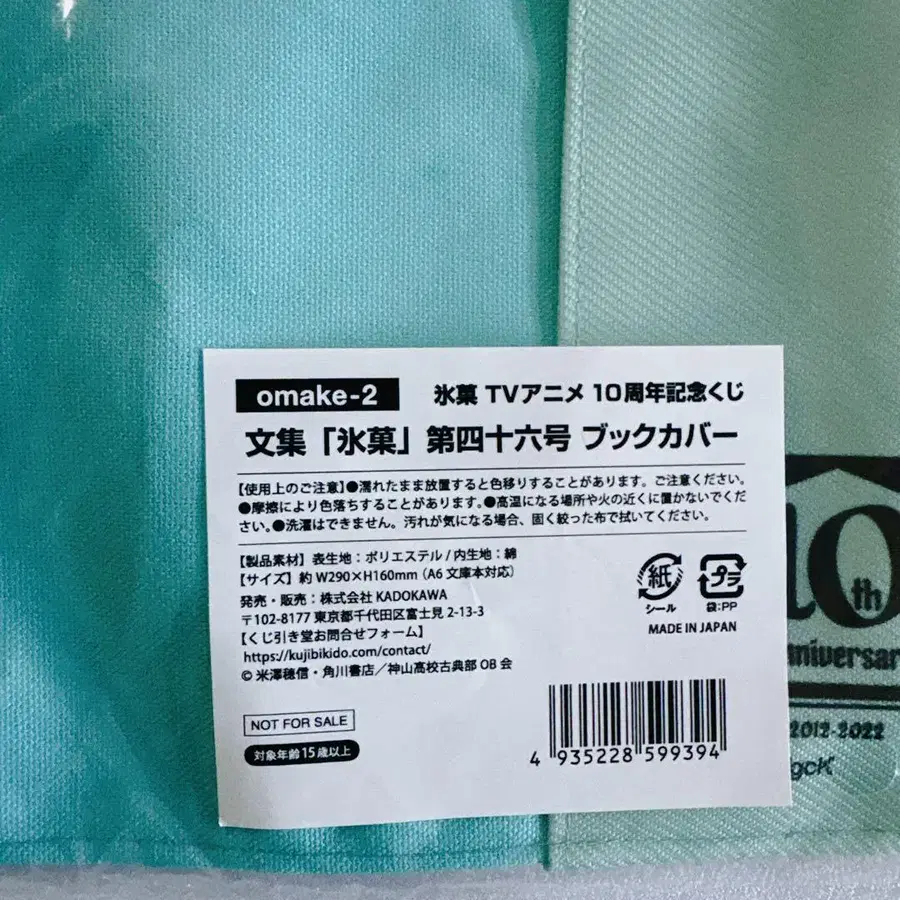 omake-2
氷菓 TVアニメ 10周年記念くじ
文集「氷菓」第四十六号 ブックカバー
【使用上のご注意】●濡れたまま放置すると色移りすることがあります。ご注意ください。
●摩擦により色落ちすることがあります。●高温になる場所や火の近くに置かないでくだ
さい。●洗濯はできません。汚れが気になる場合、固く絞った布で拭いてください。
【製品素材】表生地：ポリエステル/内生地：綿
【サイズ】約 W290×H160mm（A6 文庫本対応）
発売・販売：株式会社 KADOKAWA
〒102-8177 東京都千代田区富士見 2-13-3
【くじ引き堂お問合せフォーム】
https://kujibikido.com/contact/
© 米澤穂信・角川書店／神山高校古典部 OB 会
紙
シール
プラ
袋:PP
MADE IN JAPAN
NOT FOR SALE
対象年齢15歳以上
4 935228 599394
10th
nniversar
2012-2022